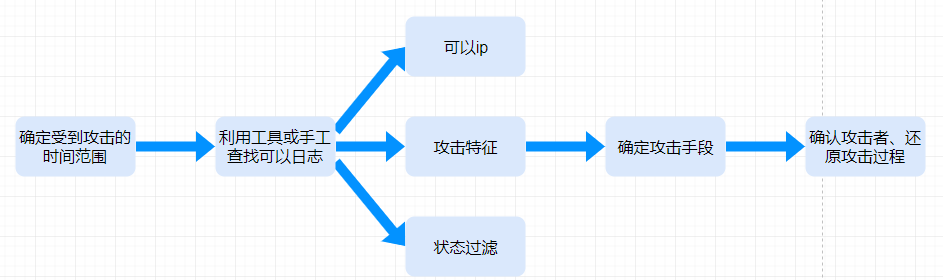 可以ip
确定受到攻击的
时间范围
利用工具或手工
查找可以日志
攻击特征
确定攻击手段
确认攻击者、还
原攻击过程
状态过滤